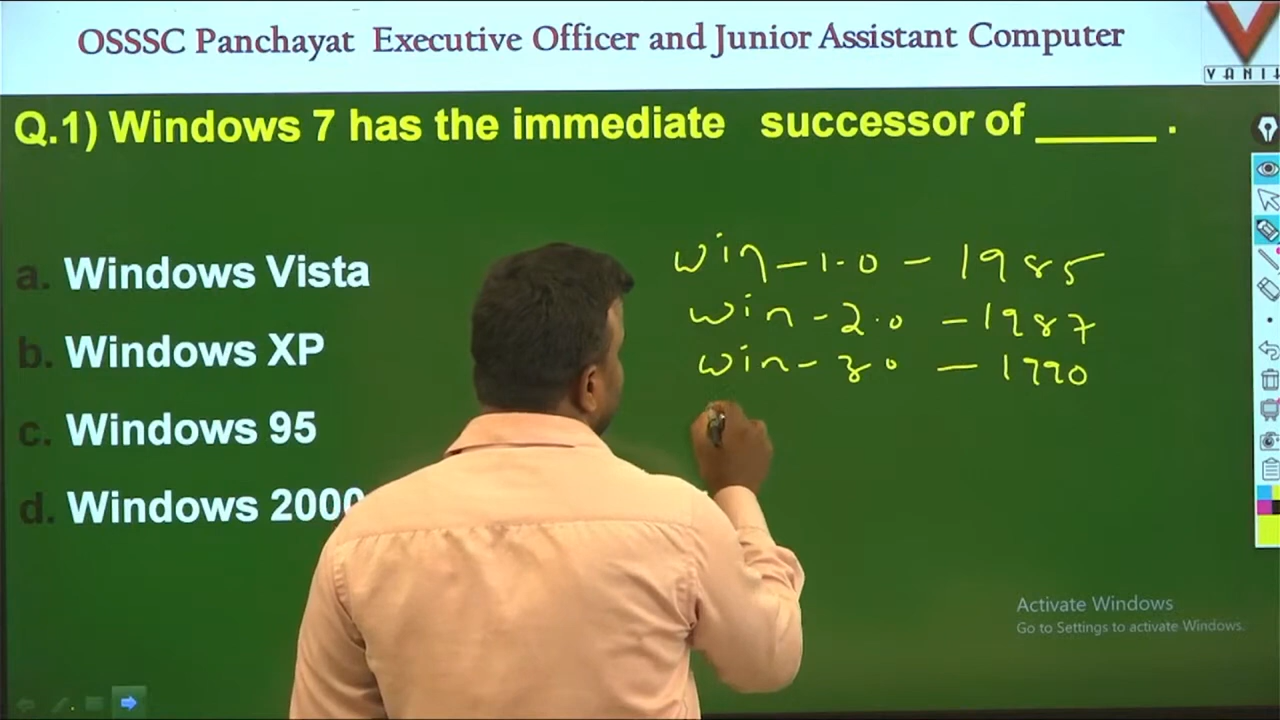 OSSSC Panchayat Executive Officer and Junior Assistant Computer
VANI
Q.1) Windows 7 has the immediate successor of _____ .
a. Windows Vista
b. Windows XP
c. Windows 95
d. Windows 2000
win - 1.0 - 1985
win - 2.0 - 1987
win - 3.0 - 1990
Activate Windows
Go to Settings to activate Windows.